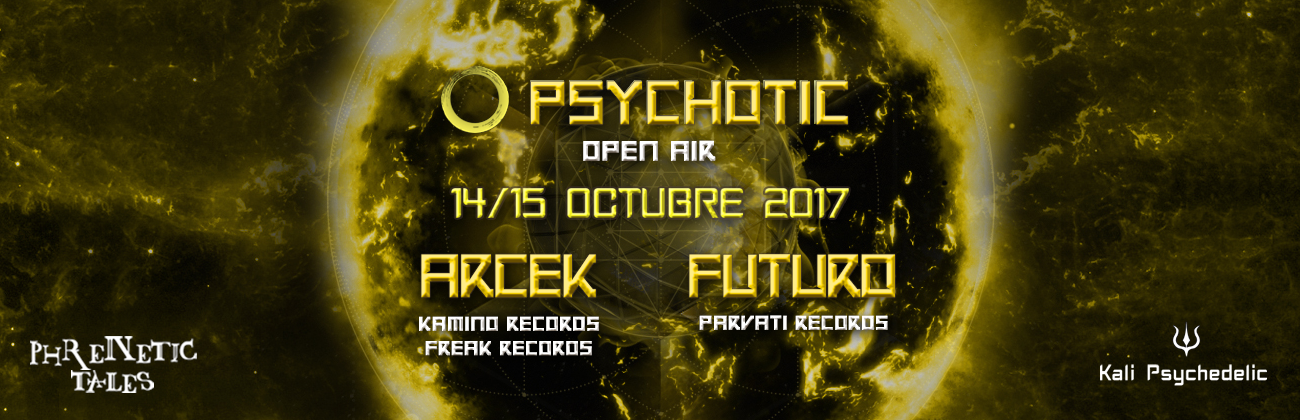 PSYCHOTIC
OPEN AIR
14/15 OCTUBRE 2017
ARCEK
KAMINO RECORDS
FREAK RECORDS
FUTURO
PARVATI RECORDS
PHRENETIC
TALES
Kali Psychedelic